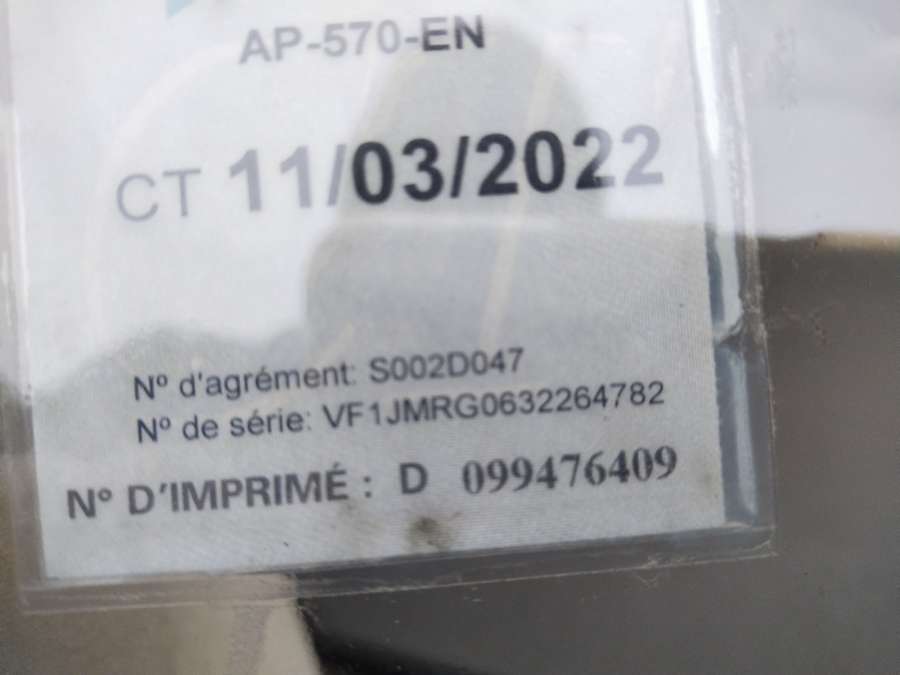 AP-570-EN
CT 11/03/2022
N° d'agrément: S002D047
N° de série: VF1JMRG0632264782
N° D'IMPRIMÉ : D 099476409